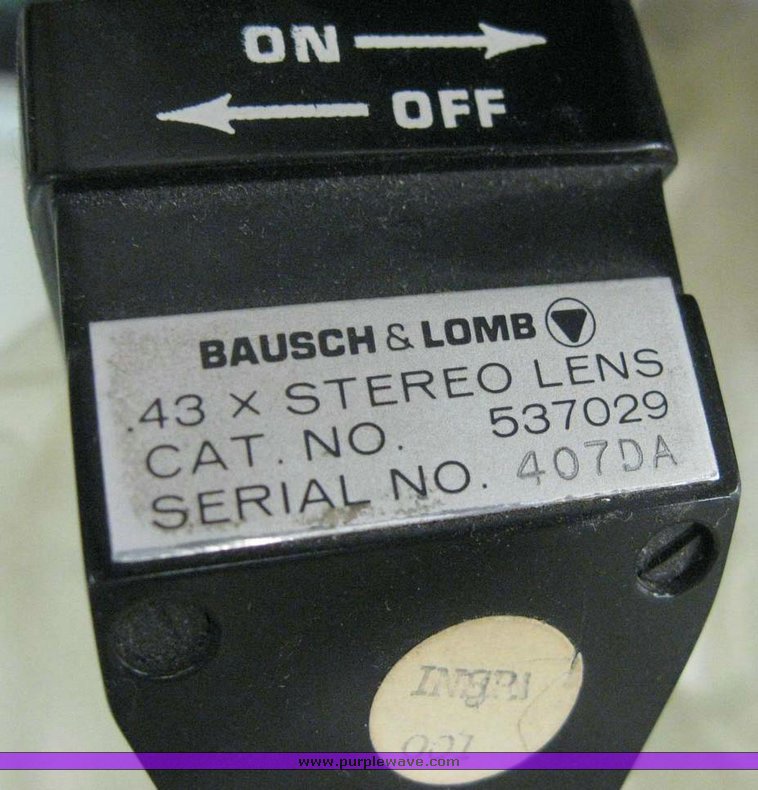 ON
OFF
BAUSCH & LOMB
.43 X STEREO LENS
CAT. NO. 537029
SERIAL NO. 407DA
www.purplewave.com